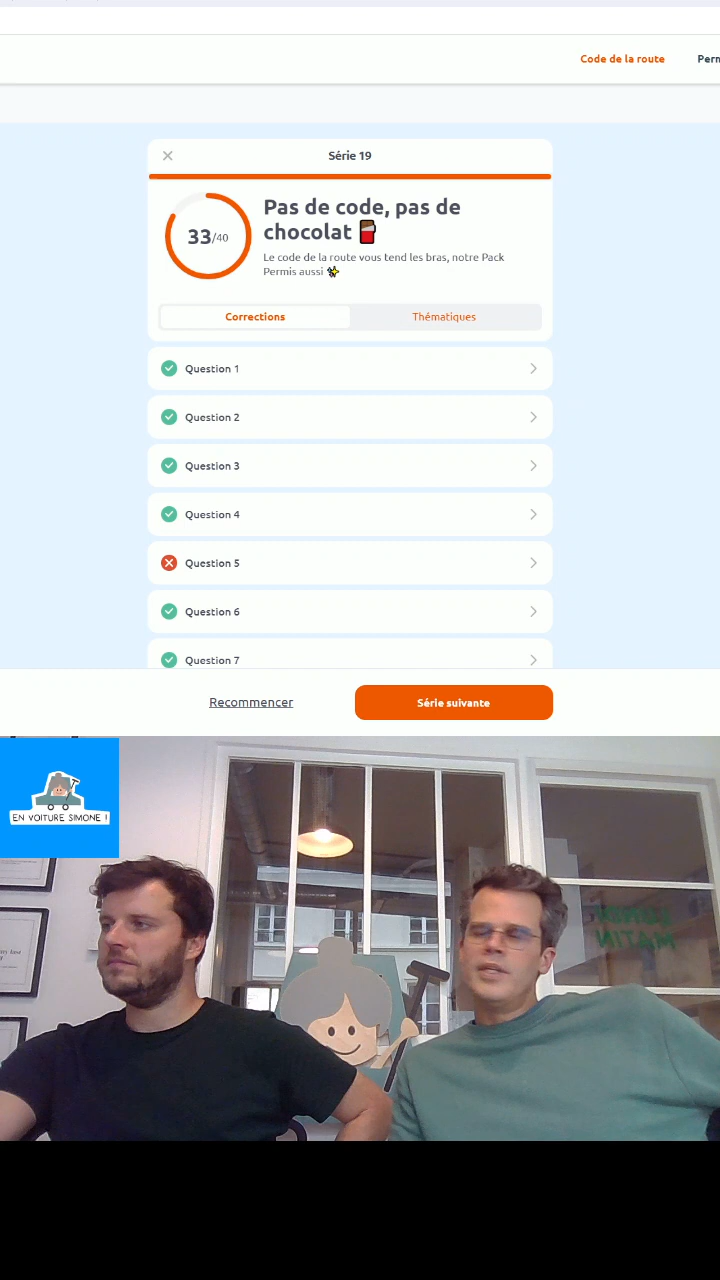 Code de la route
Série 19
33/40
Pas de code, pas de
chocolat
Le code de la route vous tend les bras, notre Pack
Permis aussi
Corrections
Thématiques
Question 1
Question 2
Question 3
Question 4
Question 5
Question 6
Question 7
Recommencer
Série suivante
EN VOITURE SIMONE !